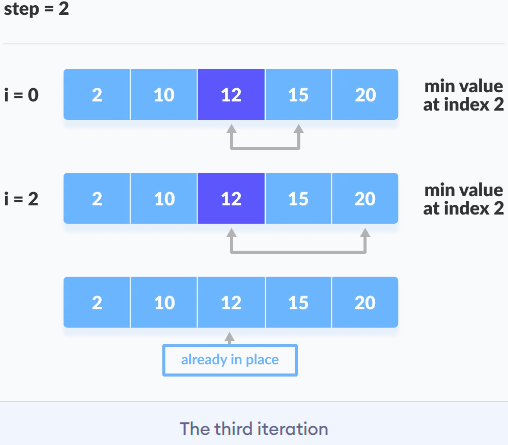 step = 2
i = 0 2 10 12 15 20 min value
at index 2
i = 2 2 10 12 15 20 min value
at index 2
2 10 12 15 20
already in place
The third iteration